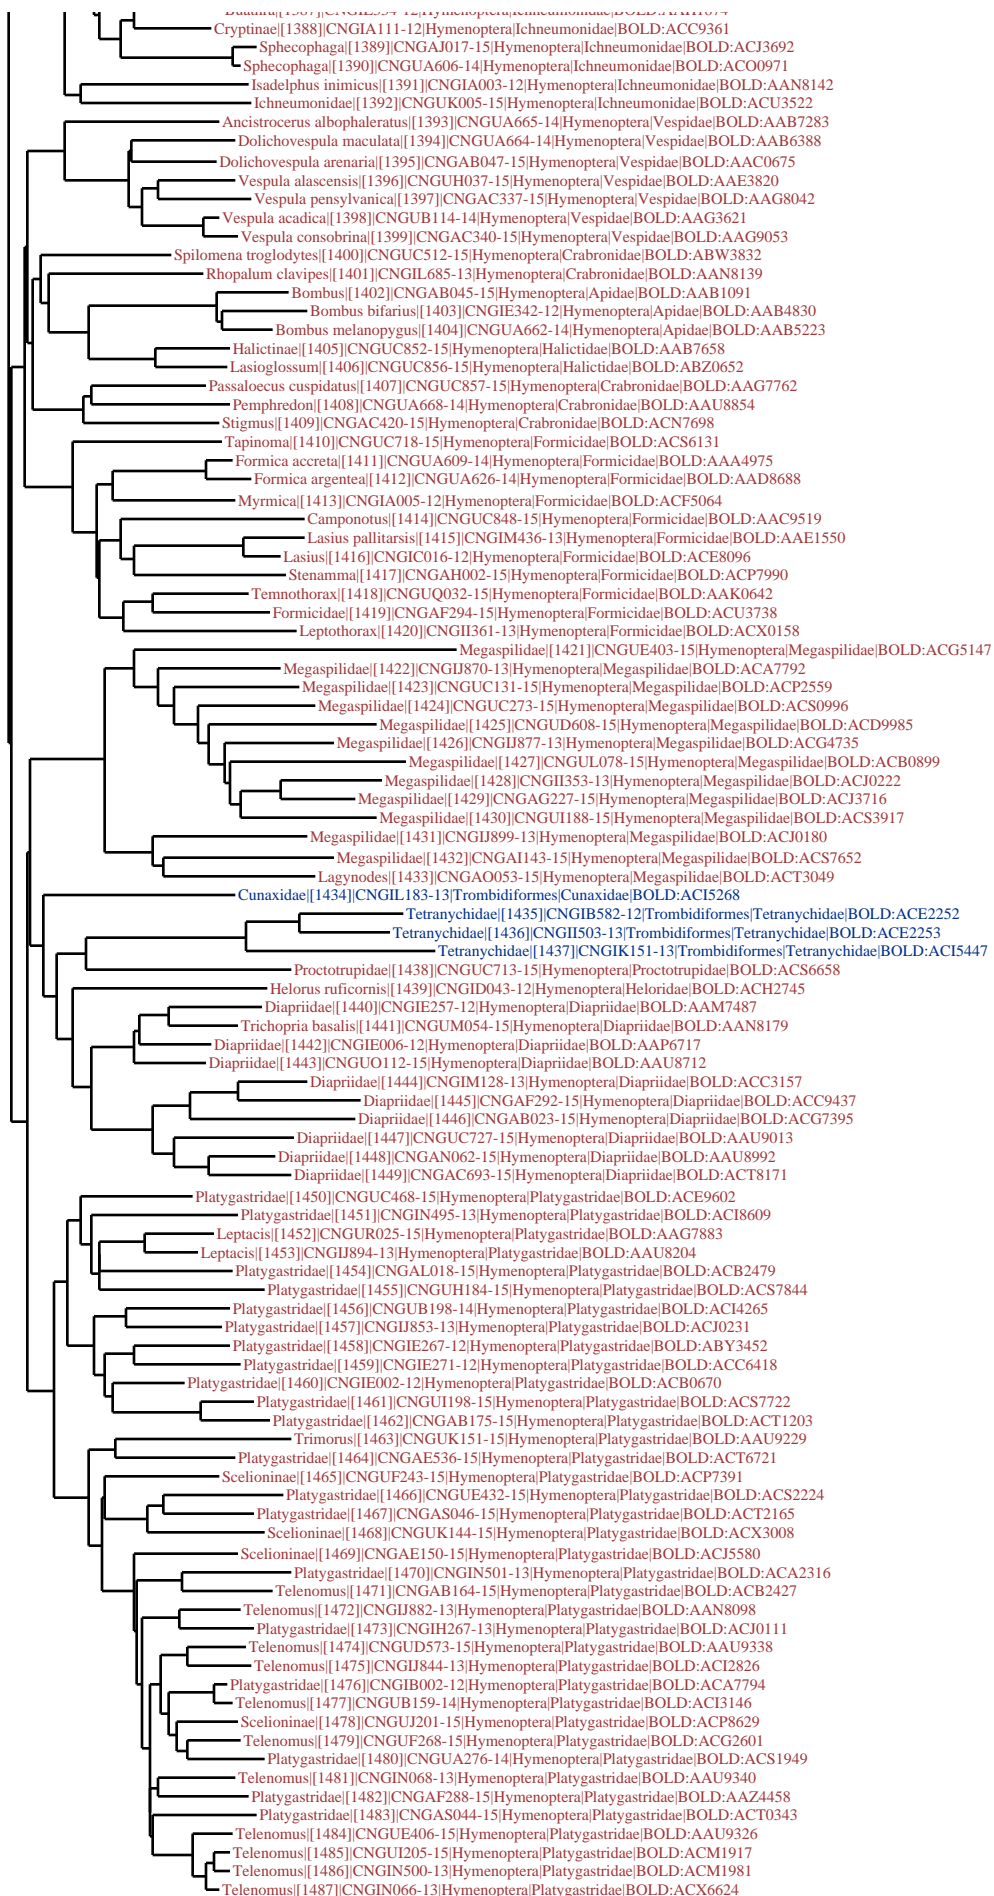 Cryptinae|[1388]|CNGIA111-12|Hymenoptera|Ichneumonidae|BOLD:ACC9361
Sphecophaga|[1389]|CNGAJ017-15|Hymenoptera|Ichneumonidae|BOLD:ACJ3692
Sphecophaga|[1390]|CNGUA606-14|Hymenoptera|Ichneumonidae|BOLD:ACO0971
Isadelphus inimicus|[1391]|CNGIA003-12|Hymenoptera|Ichneumonidae|BOLD:AAN8142
Ichneumonidae|[1392]|CNGUK005-15|Hymenoptera|Ichneumonidae|BOLD:ACU3522
Ancistrocerus albophaleratus|[1393]|CNGUA665-14|Hymenoptera|Vespidae|BOLD:AAB7283
Dolichovespula maculata|[1394]|CNGUA664-14|Hymenoptera|Vespidae|BOLD:AAB6388
Dolichovespula arenaria|[1395]|CNGAB047-15|Hymenoptera|Vespidae|BOLD:AAC0675
Vespula alascensis|[1396]|CNGUH037-15|Hymenoptera|Vespidae|BOLD:AAE3820
Vespula pensylvanica|[1397]|CNGAC337-15|Hymenoptera|Vespidae|BOLD:AAG8042
Vespula acadica|[1398]|CNGUB114-14|Hymenoptera|Vespidae|BOLD:AAG3621
Vespula consobrina|[1399]|CNGAC340-15|Hymenoptera|Vespidae|BOLD:AAG9053
Spilomena troglodytes|[1400]|CNGUC512-15|Hymenoptera|Crabronidae|BOLD:ABW3832
Rhopalum clavipes|[1401]|CNGIL685-13|Hymenoptera|Crabronidae|BOLD:AAN8139
Bombus|[1402]|CNGAB045-15|Hymenoptera|Apidae|BOLD:AAB1091
Bombus bifarius|[1403]|CNGIE342-12|Hymenoptera|Apidae|BOLD:AAB4830
Bombus melanopygus|[1404]|CNGUA662-14|Hymenoptera|Apidae|BOLD:AAB5223
Halictinae|[1405]|CNGUC852-15|Hymenoptera|Halictidae|BOLD:AAB7658
Lasioglossum|[1406]|CNGUC856-15|Hymenoptera|Halictidae|BOLD:ABZ0652
Passaloecus cuspidatus|[1407]|CNGUC857-15|Hymenoptera|Crabronidae|BOLD:AAG7762
Pemphredon|[1408]|CNGUA668-14|Hymenoptera|Crabronidae|BOLD:AAU8854
Stigmus|[1409]|CNGAC420-15|Hymenoptera|Crabronidae|BOLD:ACN7698
Tapinoma|[1410]|CNGUC718-15|Hymenoptera|Formicidae|BOLD:ACS6131
Formica accreta|[1411]|CNGUA609-14|Hymenoptera|Formicidae|BOLD:AAA4975
Formica argentea|[1412]|CNGUA626-14|Hymenoptera|Formicidae|BOLD:AAD8688
Myrmica|[1413]|CNGIA005-12|Hymenoptera|Formicidae|BOLD:ACF5064
Camponotus|[1414]|CNGUC848-15|Hymenoptera|Formicidae|BOLD:AAC9519
Lasius pallitarsis|[1415]|CNGIM436-13|Hymenoptera|Formicidae|BOLD:AAE1550
Lasius|[1416]|CNGIC016-12|Hymenoptera|Formicidae|BOLD:ACE8096
Stenamma|[1417]|CNGAH002-15|Hymenoptera|Formicidae|BOLD:ACP7990
Temnothorax|[1418]|CNGUQ032-15|Hymenoptera|Formicidae|BOLD:AAK0642
Formicidae|[1419]|CNGAF294-15|Hymenoptera|Formicidae|BOLD:ACU3738
Leptothorax|[1420]|CNGII361-13|Hymenoptera|Formicidae|BOLD:ACX0158
Megaspilidae|[1421]|CNGUE403-15|Hymenoptera|Megaspilidae|BOLD:ACG5147
Megaspilidae|[1422]|CNGIJ870-13|Hymenoptera|Megaspilidae|BOLD:ACA7792
Megaspilidae|[1423]|CNGUC131-15|Hymenoptera|Megaspilidae|BOLD:ACP2559
Megaspilidae|[1424]|CNGUC273-15|Hymenoptera|Megaspilidae|BOLD:ACS0996
Megaspilidae|[1425]|CNGUD608-15|Hymenoptera|Megaspilidae|BOLD:ACD9985
Megaspilidae|[1426]|CNGIJ877-13|Hymenoptera|Megaspilidae|BOLD:ACG4735
Megaspilidae|[1427]|CNGUL078-15|Hymenoptera|Megaspilidae|BOLD:ACB0899
Megaspilidae|[1428]|CNGII353-13|Hymenoptera|Megaspilidae|BOLD:ACJ0222
Megaspilidae|[1429]|CNGAG227-15|Hymenoptera|Megaspilidae|BOLD:ACJ3716
Megaspilidae|[1430]|CNGUI188-15|Hymenoptera|Megaspilidae|BOLD:ACS3917
Megaspilidae|[1431]|CNGIJ899-13|Hymenoptera|Megaspilidae|BOLD:ACJ0180
Megaspilidae|[1432]|CNGAI143-15|Hymenoptera|Megaspilidae|BOLD:ACS7652
Lagynodes|[1433]|CNGAO053-15|Hymenoptera|Megaspilidae|BOLD:ACT3049
Cunaxidae|[1434]|CNGIL183-13|Trombidiformes|Cunaxidae|BOLD:ACI5268
Tetranychidae|[1435]|CNGIB582-12|Trombidiformes|Tetranychidae|BOLD:ACE2252
Tetranychidae|[1436]|CNGII503-13|Trombidiformes|Tetranychidae|BOLD:ACE2253
Tetranychidae|[1437]|CNGIK151-13|Trombidiformes|Tetranychidae|BOLD:ACI5447
Proctotrupidae|[1438]|CNGUC713-15|Hymenoptera|Proctotrupidae|BOLD:ACS6658
Helorus ruficornis|[1439]|CNGID043-12|Hymenoptera|Heloridae|BOLD:ACH2745
Diapriidae|[1440]|CNGIE257-12|Hymenoptera|Diapriidae|BOLD:AAM7487
Trichopria basalis|[1441]|CNGUM054-15|Hymenoptera|Diapriidae|BOLD:AAN8179
Diapriidae|[1442]|CNGIE006-12|Hymenoptera|Diapriidae|BOLD:AAP6717
Diapriidae|[1443]|CNGUO112-15|Hymenoptera|Diapriidae|BOLD:AAU8712
Diapriidae|[1444]|CNGIM128-13|Hymenoptera|Diapriidae|BOLD:ACC3157
Diapriidae|[1445]|CNGAF292-15|Hymenoptera|Diapriidae|BOLD:ACC9437
Diapriidae|[1446]|CNGAB023-15|Hymenoptera|Diapriidae|BOLD:ACG7395
Diapriidae|[1447]|CNGUC727-15|Hymenoptera|Diapriidae|BOLD:AAU9013
Diapriidae|[1448]|CNGAN062-15|Hymenoptera|Diapriidae|BOLD:AAU8992
Diapriidae|[1449]|CNGAC693-15|Hymenoptera|Diapriidae|BOLD:ACT8171
Platygastridae|[1450]|CNGUC468-15|Hymenoptera|Platygastridae|BOLD:ACE9602
Platygastridae|[1451]|CNGIN495-13|Hymenoptera|Platygastridae|BOLD:ACI8609
Leptacis|[1452]|CNGUR025-15|Hymenoptera|Platygastridae|BOLD:AAG7883
Leptacis|[1453]|CNGIJ894-13|Hymenoptera|Platygastridae|BOLD:AAU8204
Platygastridae|[1454]|CNGAL018-15|Hymenoptera|Platygastridae|BOLD:ACB2479
Platygastridae|[1455]|CNGUH184-15|Hymenoptera|Platygastridae|BOLD:ACS7844
Platygastridae|[1456]|CNGUB198-14|Hymenoptera|Platygastridae|BOLD:ACI4265
Platygastridae|[1457]|CNGIJ853-13|Hymenoptera|Platygastridae|BOLD:ACJ0231
Platygastridae|[1458]|CNGIE267-12|Hymenoptera|Platygastridae|BOLD:ABY3452
Platygastridae|[1459]|CNGIE271-12|Hymenoptera|Platygastridae|BOLD:ACC6418
Platygastridae|[1460]|CNGIE002-12|Hymenoptera|Platygastridae|BOLD:ACB0670
Platygastridae|[1461]|CNGUI198-15|Hymenoptera|Platygastridae|BOLD:ACS7722
Platygastridae|[1462]|CNGAB175-15|Hymenoptera|Platygastridae|BOLD:ACT1203
Trimorus|[1463]|CNGUK151-15|Hymenoptera|Platygastridae|BOLD:AAU9229
Platygastridae|[1464]|CNGAE536-15|Hymenoptera|Platygastridae|BOLD:ACT6721
Scelioninae|[1465]|CNGUF243-15|Hymenoptera|Platygastridae|BOLD:ACP7391
Platygastridae|[1466]|CNGUE432-15|Hymenoptera|Platygastridae|BOLD:ACS2224
Platygastridae|[1467]|CNGAS046-15|Hymenoptera|Platygastridae|BOLD:ACT2165
Scelioninae|[1468]|CNGUK144-15|Hymenoptera|Platygastridae|BOLD:ACX3008
Scelioninae|[1469]|CNGAE150-15|Hymenoptera|Platygastridae|BOLD:ACJ5580
Platygastridae|[1470]|CNGIN501-13|Hymenoptera|Platygastridae|BOLD:ACA2316
Telenomus|[1471]|CNGAB164-15|Hymenoptera|Platygastridae|BOLD:ACB2427
Telenomus|[1472]|CNGIJ882-13|Hymenoptera|Platygastridae|BOLD:AAN8098
Platygastridae|[1473]|CNGIH267-13|Hymenoptera|Platygastridae|BOLD:ACJ0111
Telenomus|[1474]|CNGUD573-15|Hymenoptera|Platygastridae|BOLD:AAU9338
Telenomus|[1475]|CNGIJ844-13|Hymenoptera|Platygastridae|BOLD:ACI2826
Platygastridae|[1476]|CNGIB002-12|Hymenoptera|Platygastridae|BOLD:ACA7794
Telenomus|[1477]|CNGUB159-14|Hymenoptera|Platygastridae|BOLD:ACI3146
Scelioninae|[1478]|CNGUJ201-15|Hymenoptera|Platygastridae|BOLD:ACP8629
Telenomus|[1479]|CNGUF268-15|Hymenoptera|Platygastridae|BOLD:ACG2601
Platygastridae|[1480]|CNGUA276-14|Hymenoptera|Platygastridae|BOLD:ACS1949
Telenomus|[1481]|CNGIN068-13|Hymenoptera|Platygastridae|BOLD:AAU9340
Platygastridae|[1482]|CNGAF288-15|Hymenoptera|Platygastridae|BOLD:AAZ4458
Platygastridae|[1483]|CNGAS044-15|Hymenoptera|Platygastridae|BOLD:ACT0343
Telenomus|[1484]|CNGUE406-15|Hymenoptera|Platygastridae|BOLD:AAU9326
Telenomus|[1485]|CNGUI205-15|Hymenoptera|Platygastridae|BOLD:ACM1917
Telenomus|[1486]|CNGIN500-13|Hymenoptera|Platygastridae|BOLD:ACM1981
Telenomus|[1487]|CNGIN066-13|Hymenoptera|Platygastridae|BOLD:ACX6624